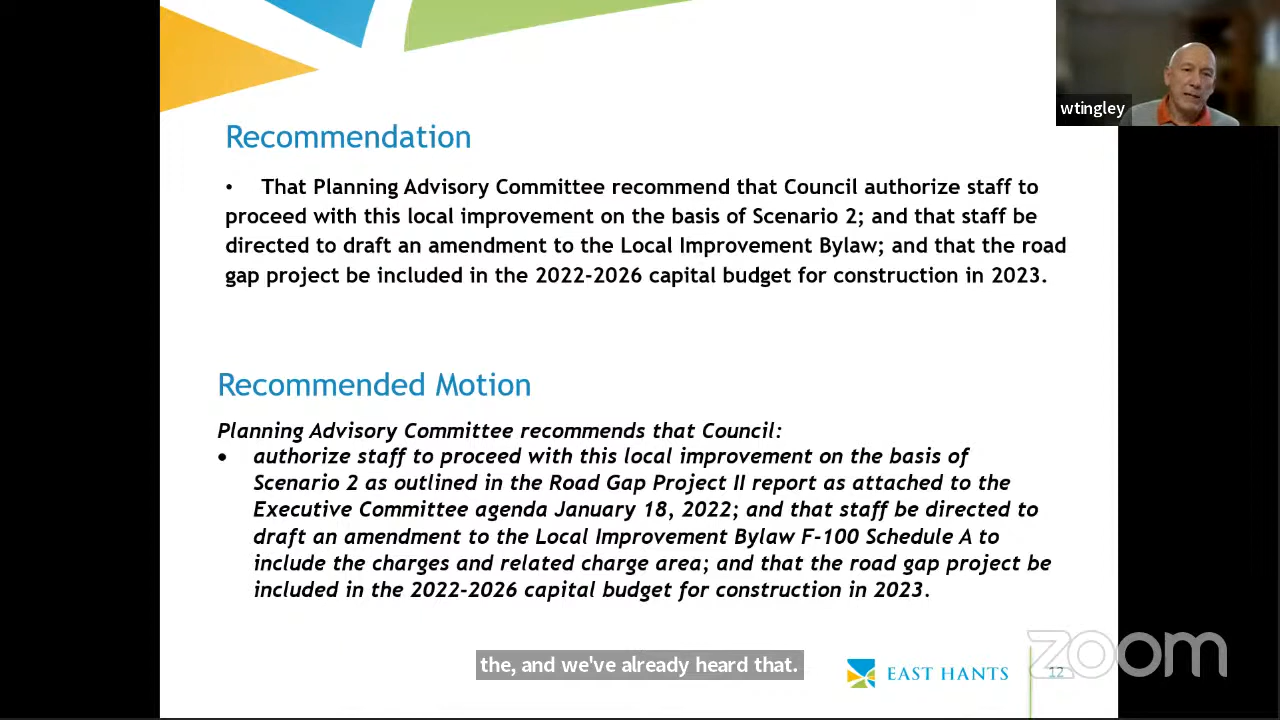 wtingley
Recommendation
• That Planning Advisory Committee recommend that Council authorize staff to
proceed with this local improvement on the basis of Scenario 2; and that staff be
directed to draft an amendment to the Local Improvement Bylaw; and that the road
gap project be included in the 2022-2026 capital budget for construction in 2023.
Recommended Motion
Planning Advisory Committee recommends that Council:
• authorize staff to proceed with this local improvement on the basis of
Scenario 2 as outlined in the Road Gap Project II report as attached to the
Executive Committee agenda January 18, 2022; and that staff be directed to
draft an amendment to the Local Improvement Bylaw F-100 Schedule A to
include the charges and related charge area; and that the road gap project be
included in the 2022-2026 capital budget for construction in 2023.
the, and we've already heard that.
EAST HANTS
12
zoom